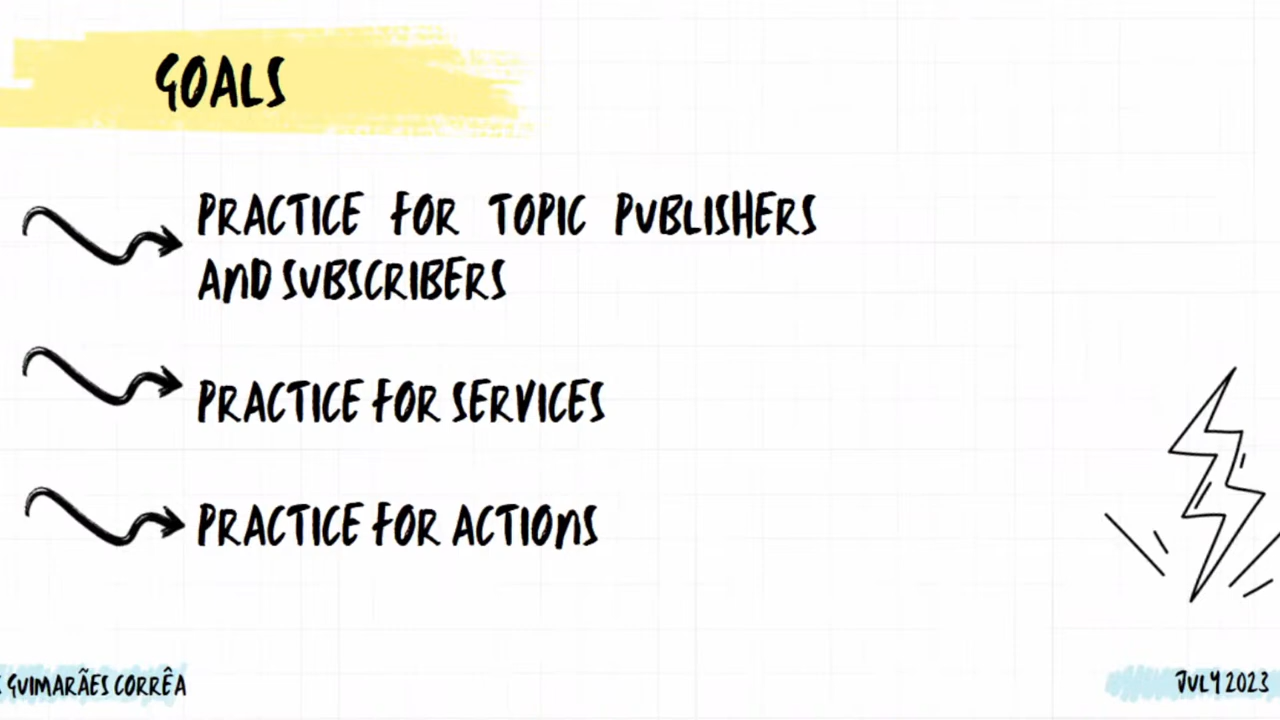 GOALS
PRACTICE FOR TOPIC PUBLISHERS
AND SUBSCRIBERS
PRACTICE FOR SERVICES
PRACTICE FOR ACTIONS
GUIMARÃES CORRÊA
JULY 2023